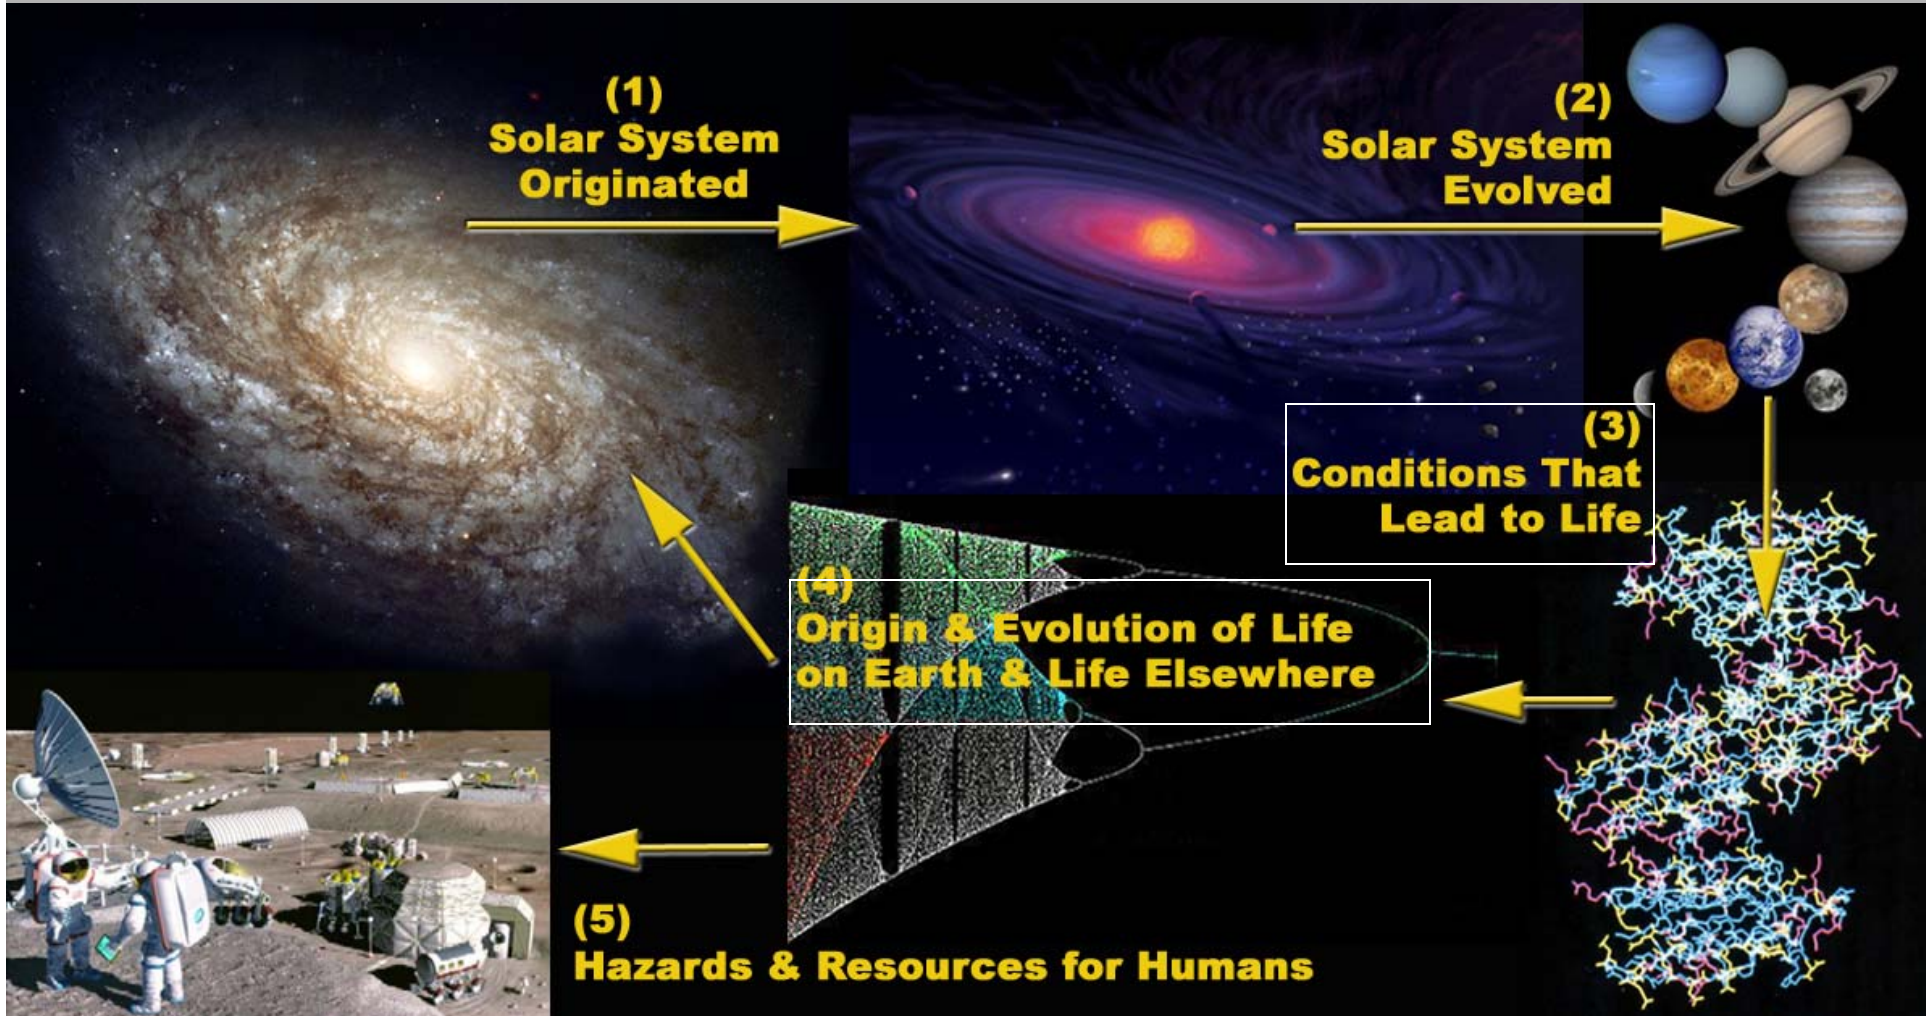 (1)
Solar System
Originated
(2)
Solar System
Evolved
(3)
Conditions That
Lead to Life
(4)
Origin & Evolution of Life
on Earth & Life Elsewhere
(5)
Hazards & Resources for Humans